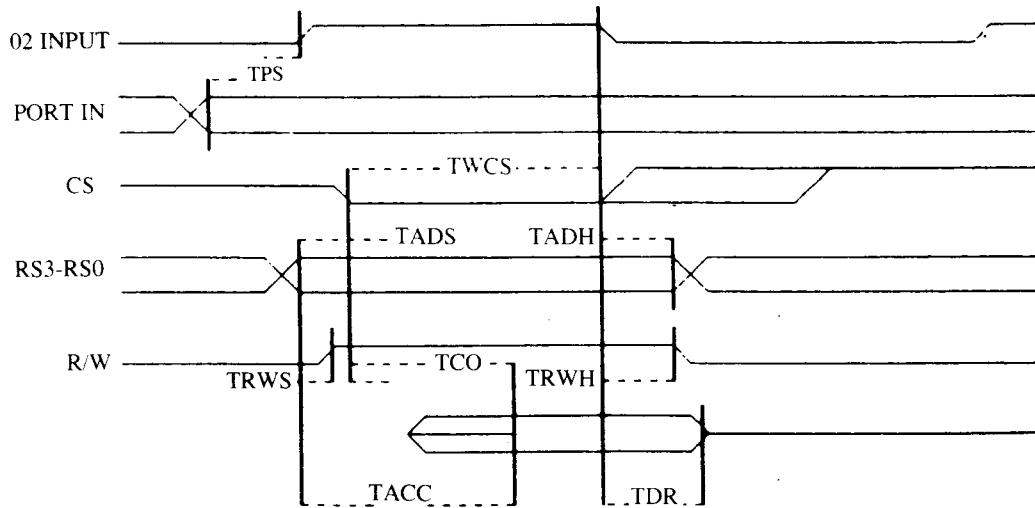 02 INPUT
TPS
PORT IN
TWCS
CS
TADS
TADH
RS3-RS0
R/W
TCO
TRWS
TRWH
TACC
TDR